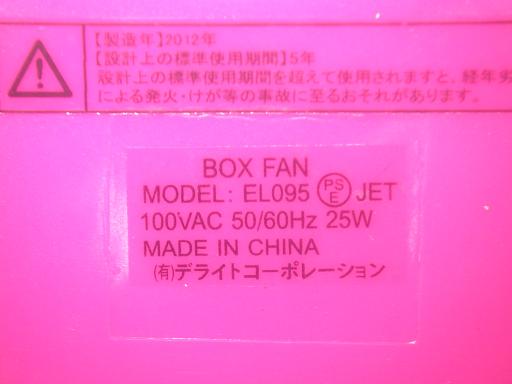 【製造年】2012年
【設計上の標準使用期間】5年
設計上の標準使用期間を超えて使用されますと、経年劣
による発火・けが等の事故に至るおそれがあります。
BOX FAN
MODEL: EL095 PSE JET
100VAC 50/60Hz 25W
MADE IN CHINA
(有)デライトコーポレーション